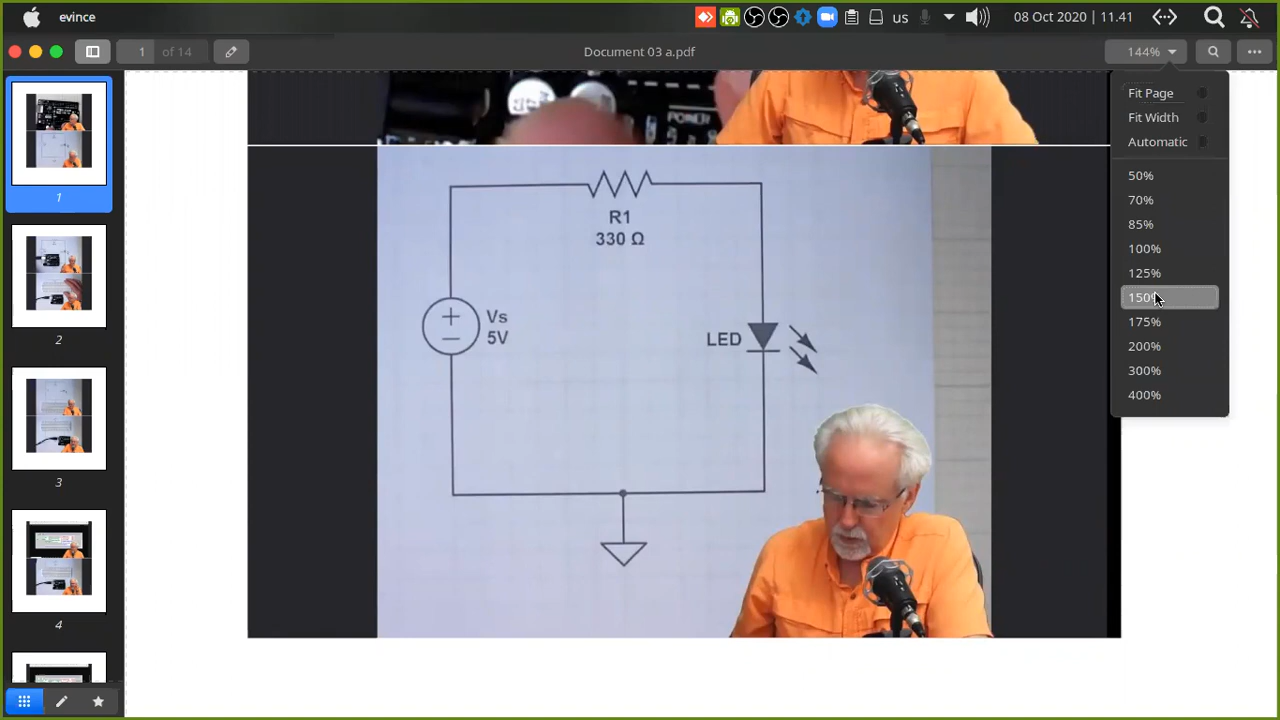 evince
us
08 Oct 2020 | 11.41
1 of 14
Document 03 a.pdf
144%
Fit Page
Fit Width
Automatic
50%
70%
85%
100%
125%
150%
175%
200%
300%
400%
1
2
3
4
R1
330 Ω
+
−
Vs
5V
LED